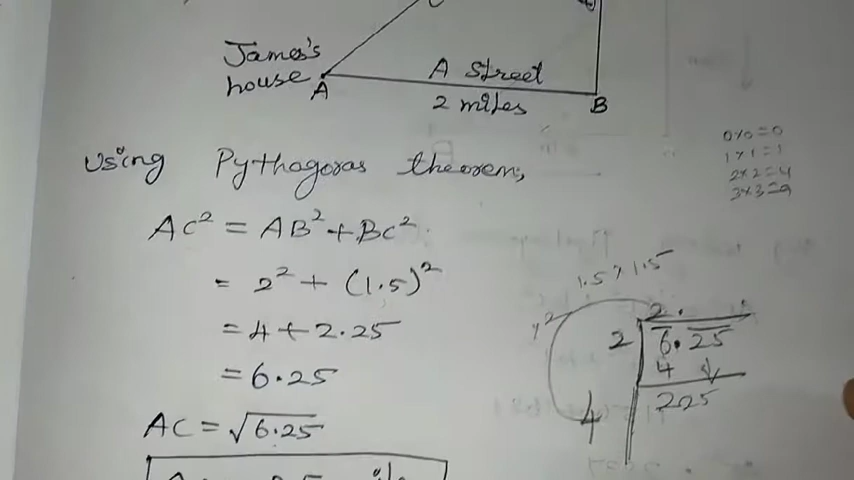 James's
house
A
A Street
2 miles
B
Using Pythagoras theorem,
AC² = AB² + BC²
= 2² + (1.5)²
= 4 + 2.25
= 6.25
AC = √6.25
0×0=0
1×1=1
2×2=4
3×3=9
1.5×1.5
×2
2.
2
6.25
4
225
4